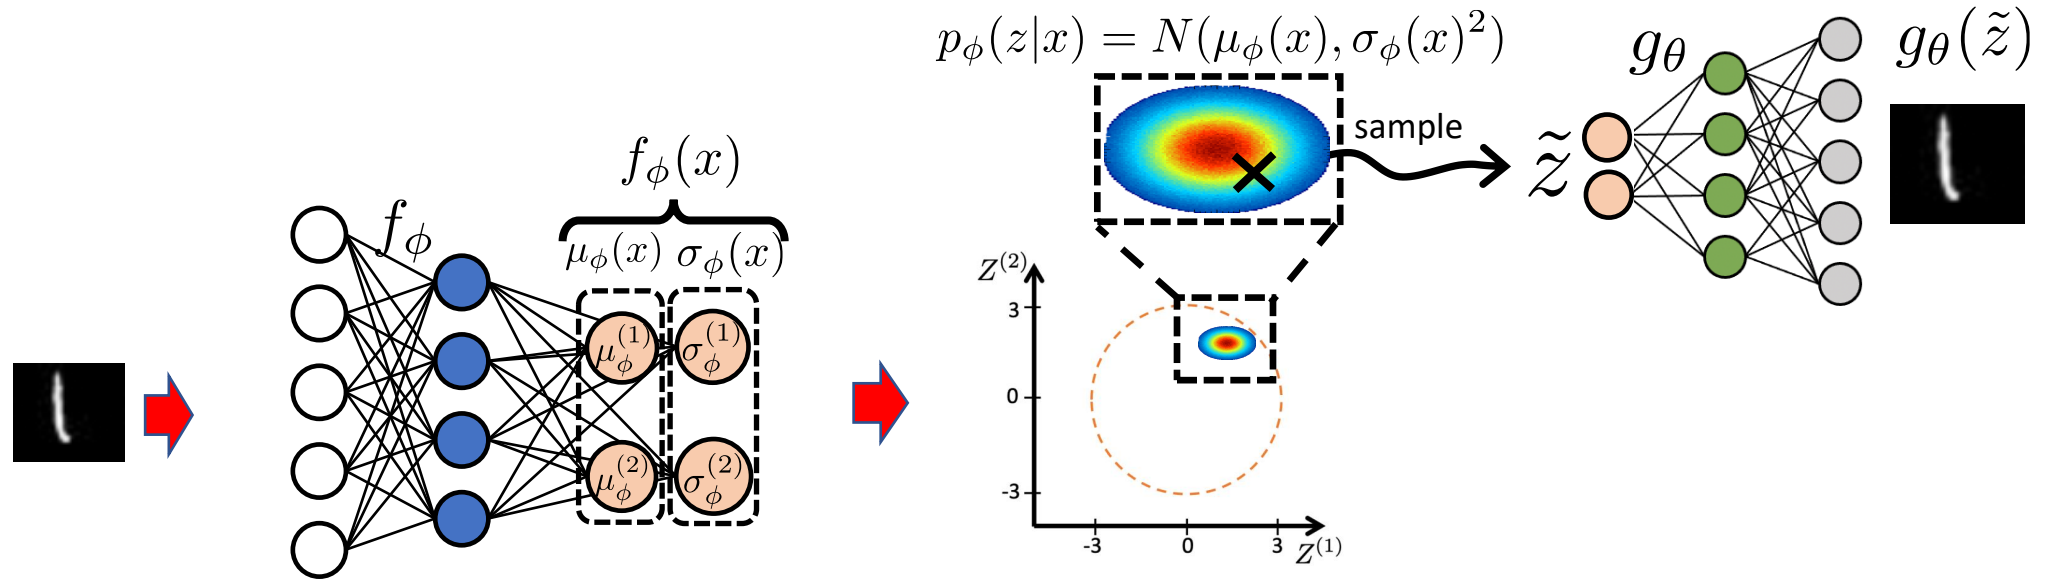 f_ϕ
f_ϕ(x)
μ_ϕ(x) σ_ϕ(x)
μ_ϕ^(1) σ_ϕ^(1)
μ_ϕ^(2) σ_ϕ^(2)
p_ϕ(z|x) = N(μ_ϕ(x), σ_ϕ(x)^2)
sample
Z^(2)
3
0
-3
-3 0 3 Z^(1)
z̃
g_θ
g_θ(z̃)